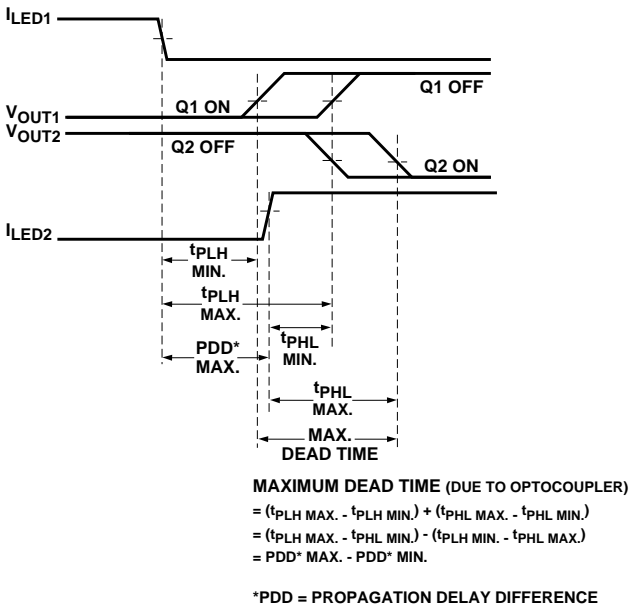 ILED1
VOUT1
Q1 ON
Q1 OFF
VOUT2
Q2 OFF
Q2 ON
ILED2
tPLH
MIN.
tPLH
MAX.
PDD*
MAX.
tPHL
MIN.
tPHL
MAX.
MAX.
DEAD TIME
MAXIMUM DEAD TIME (DUE TO OPTOCOUPLER)
= (tPLH MAX. - tPLH MIN.) + (tPHL MAX. - tPHL MIN.)
= (tPLH MAX. - tPHL MIN.) - (tPLH MIN. - tPHL MAX.)
= PDD* MAX. - PDD* MIN.
*PDD = PROPAGATION DELAY DIFFERENCE